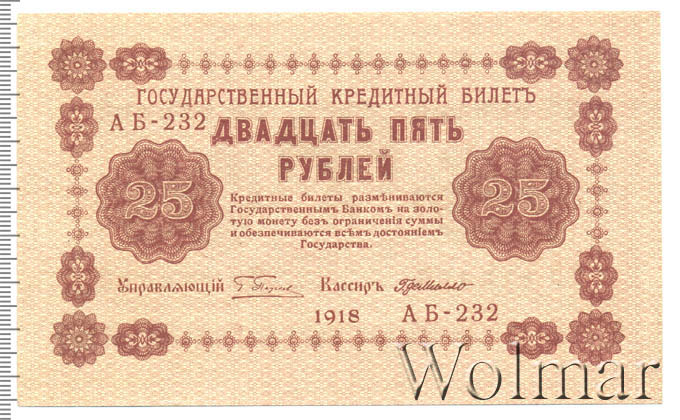 ГОСУДАРСТВЕННЫЙ КРЕДИТНЫЙ БИЛЕТЪ
АБ-232
ДВАДЦАТЬ ПЯТЬ
РУБЛЕЙ
25
25
Кредитные билеты размѣниваются
Государственнымъ Банкомъ на золо-
тую монету безъ ограниченія суммы
и обезпечиваются всѣмъ достояніемъ
Государства.
Управляющій
Кассиръ
1918
АБ-232
Wolmar